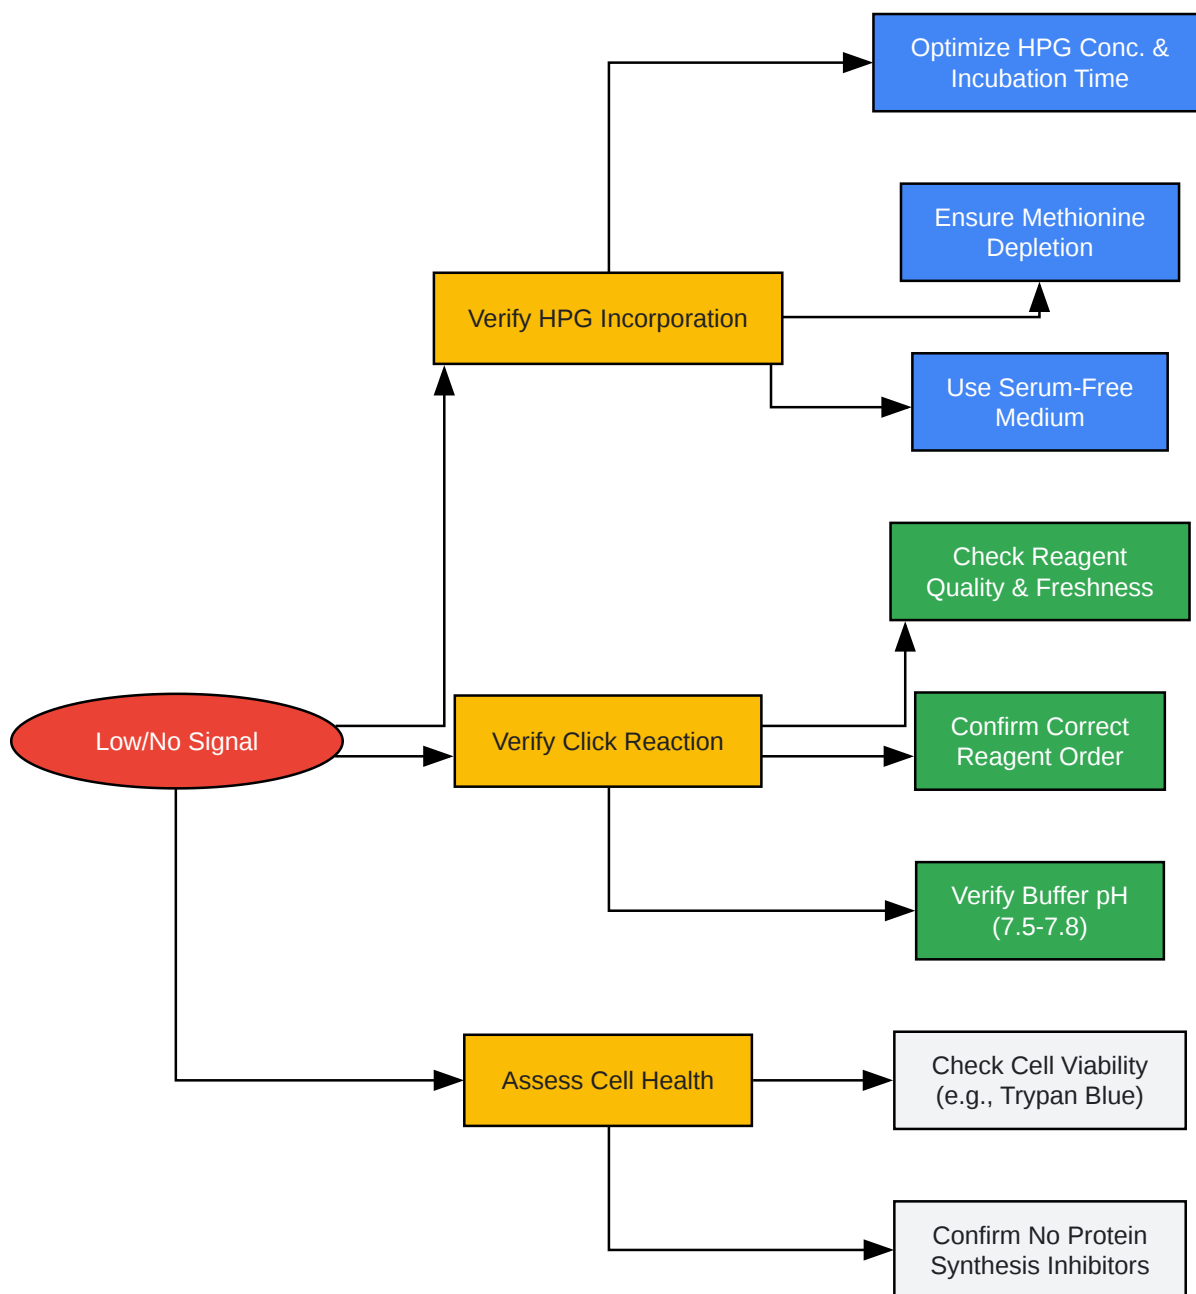 Optimize HPG Conc. &
Incubation Time
Ensure Methionine
Depletion
Verify HPG Incorporation
Use Serum-Free
Medium
Check Reagent
Quality & Freshness
Low/No Signal
Verify Click Reaction
Confirm Correct
Reagent Order
Verify Buffer pH
(7.5-7.8)
Assess Cell Health
Check Cell Viability
(e.g., Trypan Blue)
Confirm No Protein
Synthesis Inhibitors